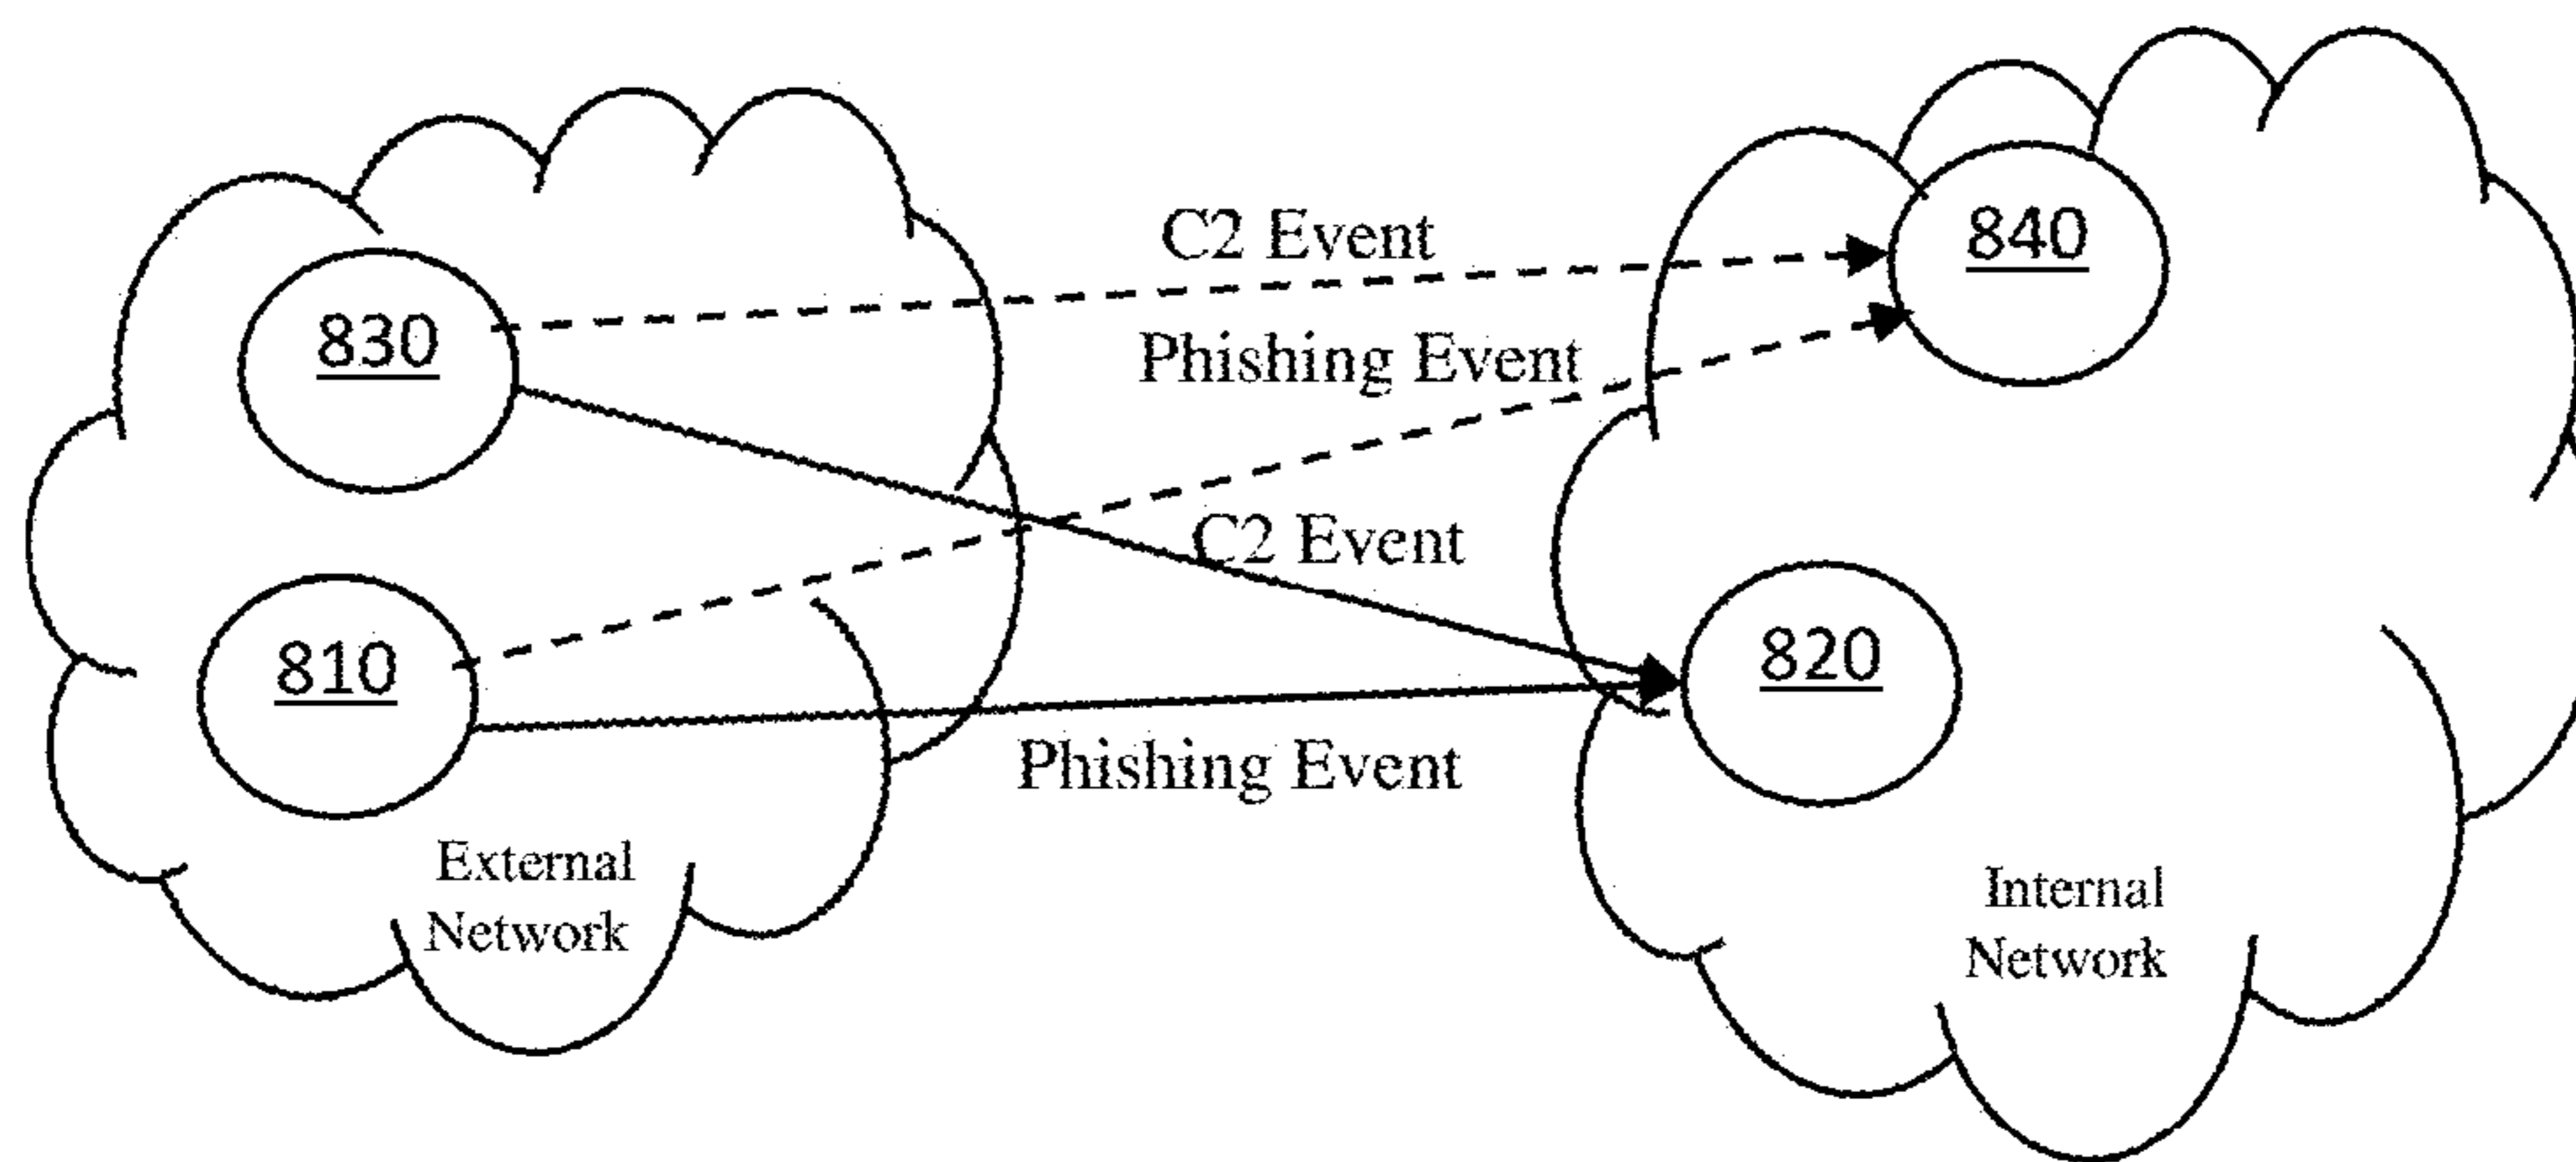 C2 Event
840
830
Phishing Event
C2 Event
810
820
Phishing Event
External
Network
Internal
Network